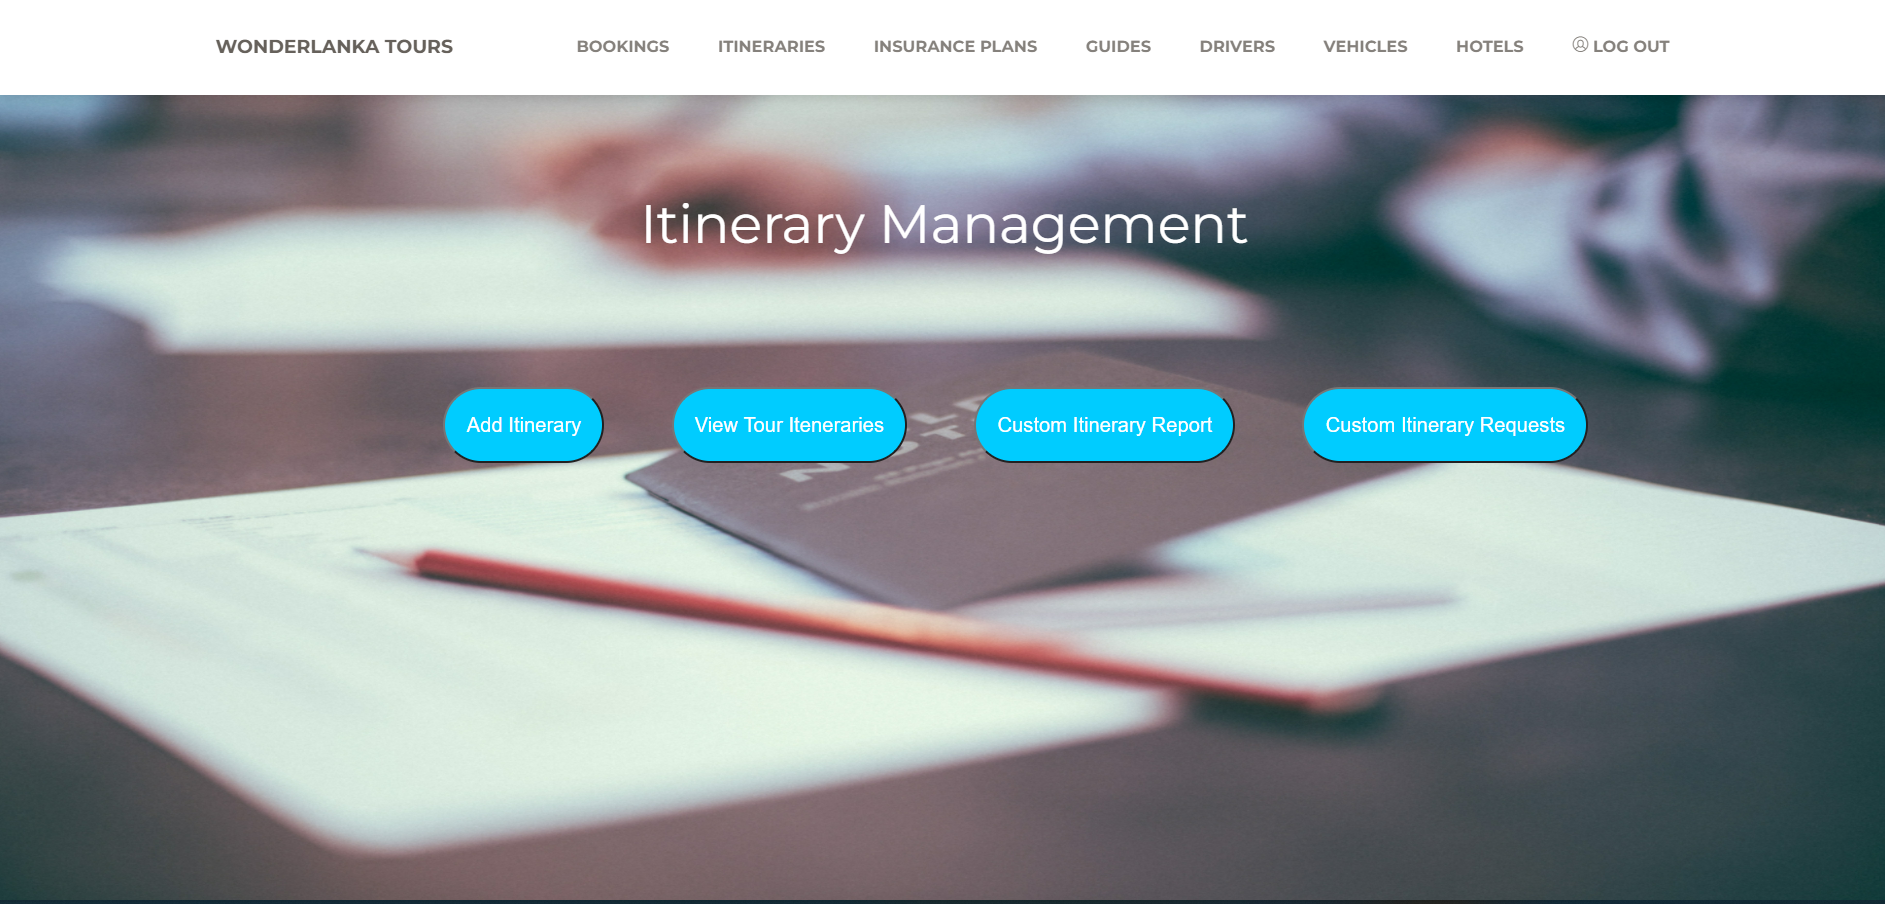 WONDERLANKA TOURS BOOKINGS ITINERARIES INSURANCE PLANS GUIDES DRIVERS VEHICLES HOTELS LOG OUT
Itinerary Management
Add Itinerary View Tour Iteneraries Custom Itinerary Report Custom Itinerary Requests